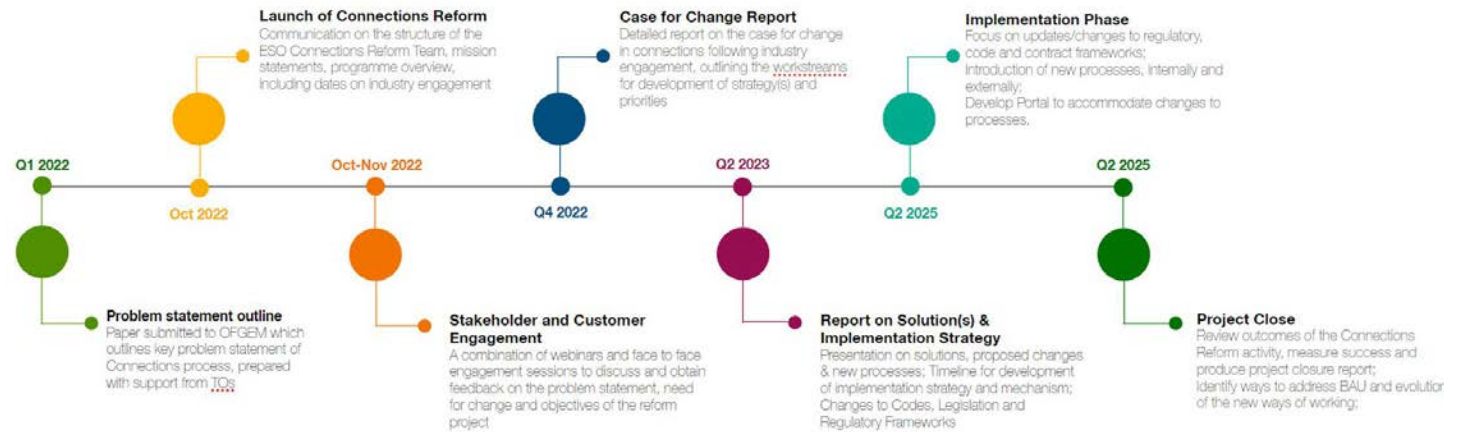 Launch of Connections Reform
Communication on the structure of the
ESO Connections Reform Team, mission
statements, programme overview,
including dates on industry engagement
Case for Change Report
Detailed report on the case for change
in connections following industry
engagement, outlining the workstreams
for development of strategy(s) and
priorities
Implementation Phase
Focus on updates/changes to regulatory,
code and contract frameworks;
Introduction of new processes, internally and
externally;
Develop Portal to accommodate changes to
processes.
Q1 2022
Oct 2022
Oct-Nov 2022
Q4 2022
Q2 2023
Q2 2025
Q2 2025
Problem statement outline
Paper submitted to OFGEM which
outlines key problem statement of
Connections process, prepared
with support from TOs
Stakeholder and Customer
Engagement
A combination of webinars and face to face
engagement sessions to discuss and obtain
feedback on the problem statement, need
for change and objectives of the reform
project
Report on Solution(s) &
Implementation Strategy
Presentation on solutions, proposed changes
& new processes; Timeline for development
of implementation strategy and mechanism;
Changes to Codes, Legislation and
Regulatory Frameworks
Project Close
Review outcomes of the Connections
Reform activity, measure success and
produce project closure report;
Identify ways to address BAU and evolution
of the new ways of working;